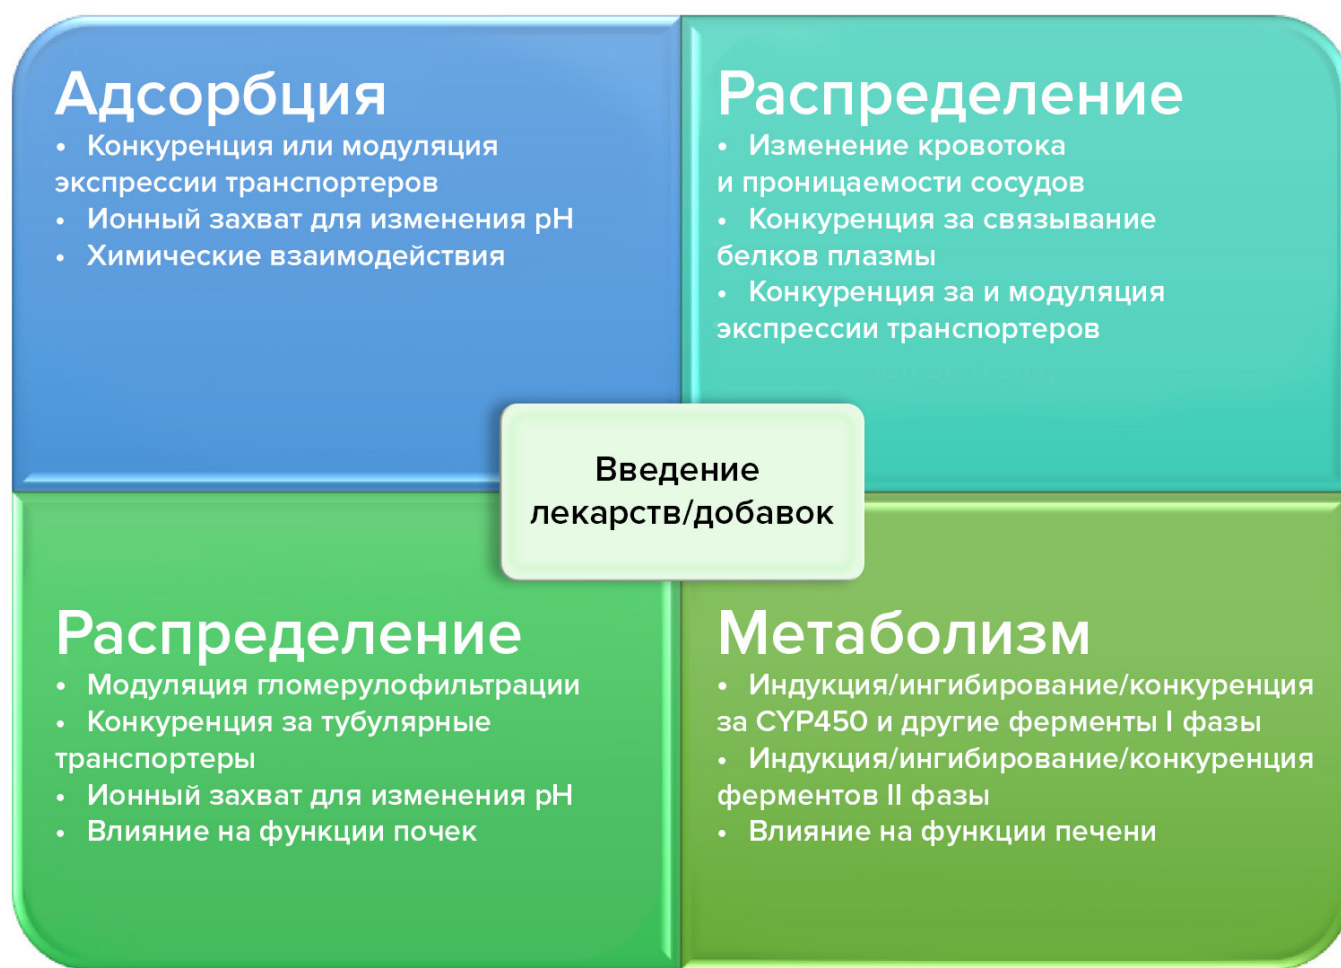 Адсорбция
• Конкуренция или модуляция
экспрессии транспортеров
• Ионный захват для изменения pH
• Химические взаимодействия
Распределение
• Изменение кровотока
и проницаемости сосудов
• Конкуренция за связывание
белков плазмы
• Конкуренция за и модуляция
экспрессии транспортеров
Введение
лекарств/добавок
Распределение
• Модуляция гломерулофильтрации
• Конкуренция за тубулярные
транспортеры
• Ионный захват для изменения pH
• Влияние на функции почек
Метаболизм
• Индукция/ингибирование/конкуренция
за CYP450 и другие ферменты I фазы
• Индукция/ингибирование/конкуренция
ферментов II фазы
• Влияние на функции печени